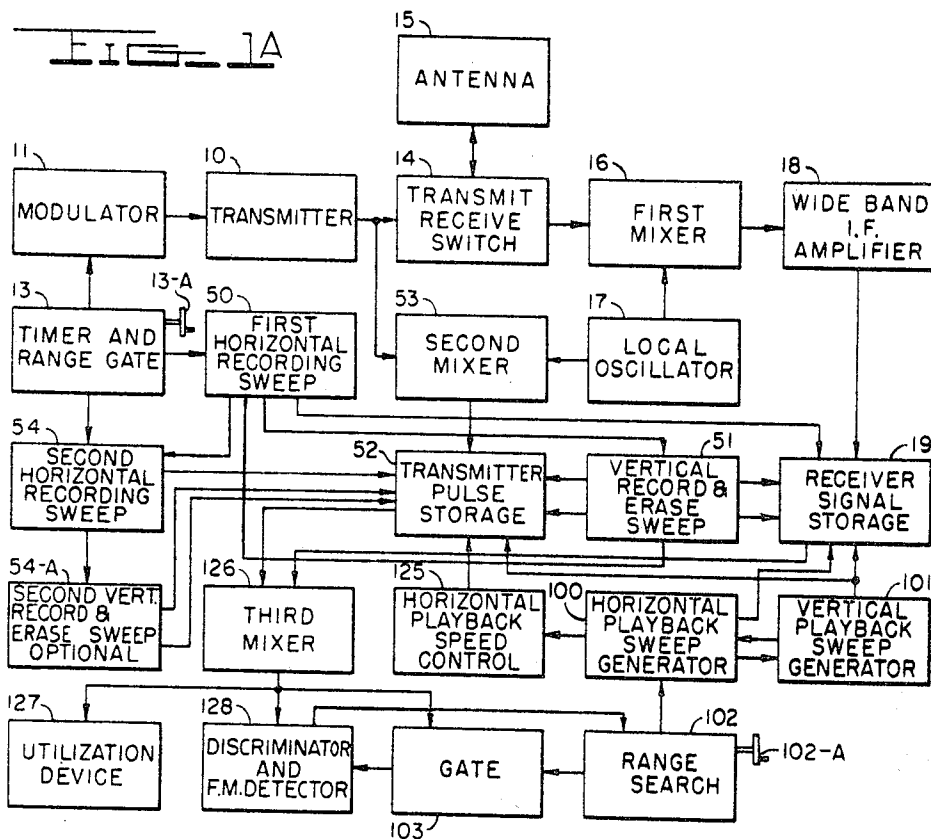 FIG 1A
15
ANTENNA
11
MODULATOR
10
TRANSMITTER
14
TRANSMIT
RECEIVE
SWITCH
16
FIRST
MIXER
18
WIDE BAND
I.F.
AMPLIFIER
13
13-A
TIMER AND
RANGE GATE
50
FIRST
HORIZONTAL
RECORDING
SWEEP
53
SECOND
MIXER
17
LOCAL
OSCILLATOR
54
SECOND
HORIZONTAL
RECORDING
SWEEP
52
TRANSMITTER
PULSE
STORAGE
51
VERTICAL
RECORD &
ERASE
SWEEP
19
RECEIVER
SIGNAL
STORAGE
54-A
SECOND VERT.
RECORD &
ERASE SWEEP
OPTIONAL
126
THIRD
MIXER
125
HORIZONTAL
PLAYBACK
SPEED
CONTROL
100
HORIZONTAL
PLAYBACK
SWEEP
GENERATOR
101
VERTICAL
PLAYBACK
SWEEP
GENERATOR
127
UTILIZATION
DEVICE
128
DISCRIMINATOR
AND
F.M. DETECTOR
GATE
103
102
RANGE
SEARCH
102-A